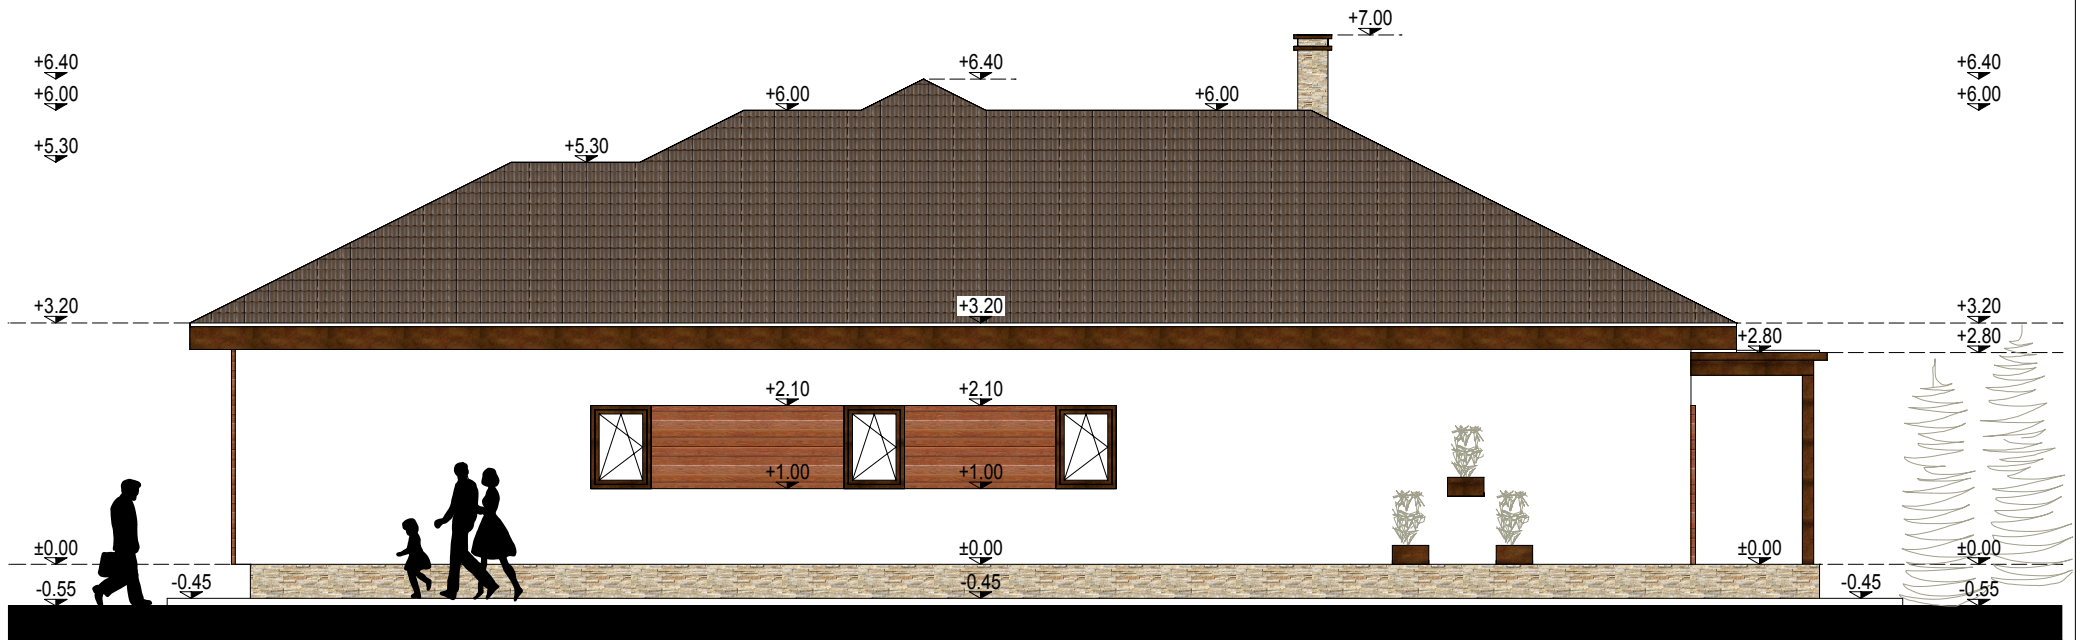 +7.00
+6.40 +6.40 +6.40
+6.00 +6.00 +6.00 +6.00
+5.30 +5.30
+3.20 +3.20 +3.20
+2.80 +2.80
+2.10 +2.10
+1.00 +1.00
±0.00 ±0.00 ±0.00 ±0.00
-0.55 -0.45 -0.45 -0.45 -0.55